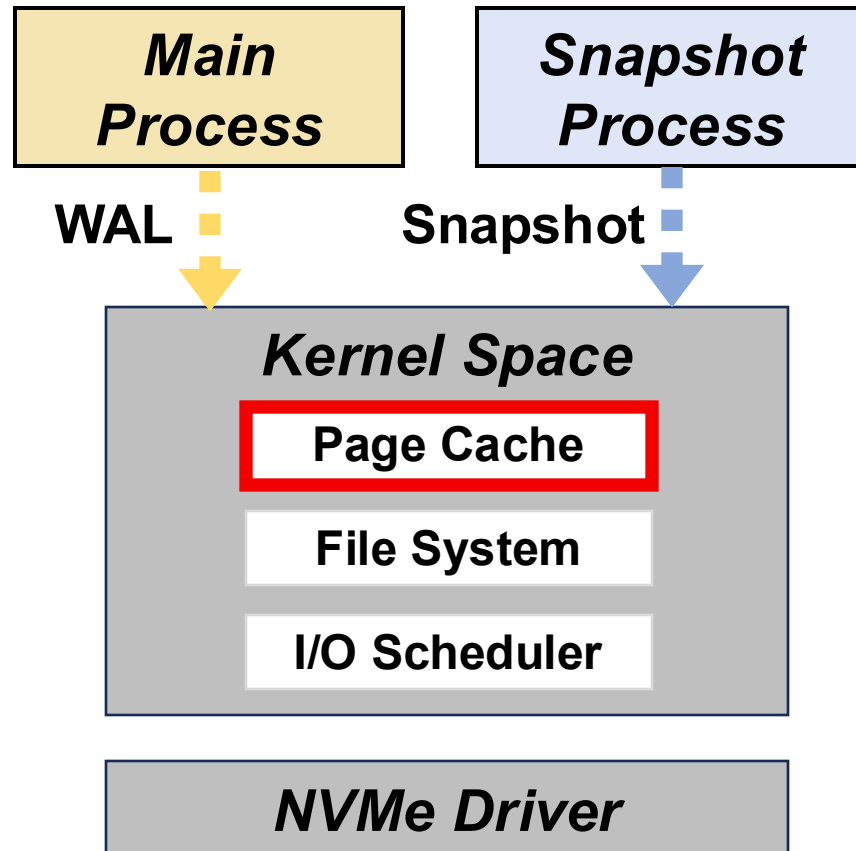 Main
Process
Snapshot
Process
WAL
Snapshot
Kernel Space
Page Cache
File System
I/O Scheduler
NVMe Driver